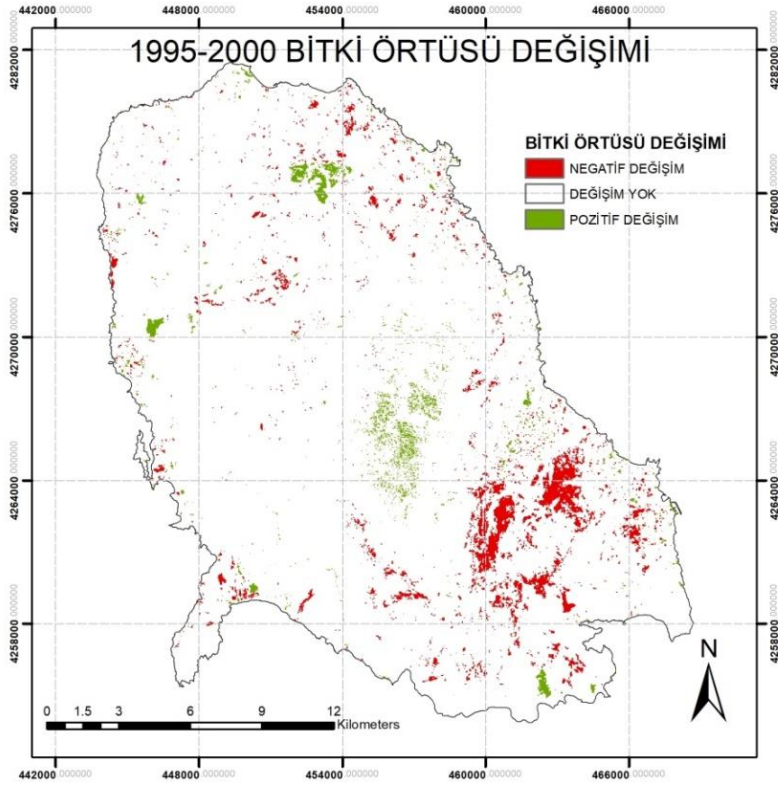 442000.000000 448000.000000 454000.000000 460000.000000 466000.000000
1995-2000 BİTKİ ÖRTÜSÜ DEĞİŞİMİ
BİTKİ ÖRTÜSÜ DEĞİŞİMİ
NEGATİF DEĞİŞİM
DEĞİŞİM YOK
POZİTİF DEĞİŞİM
4282000.000000
4276000.000000
4270000.000000
4264000.000000
4258000.000000
4282000.000000
4276000.000000
4270000.000000
4264000.000000
4258000.000000
N
0 1.5 3 6 9 12
Kilometers
442000.000000 448000.000000 454000.000000 460000.000000 466000.000000